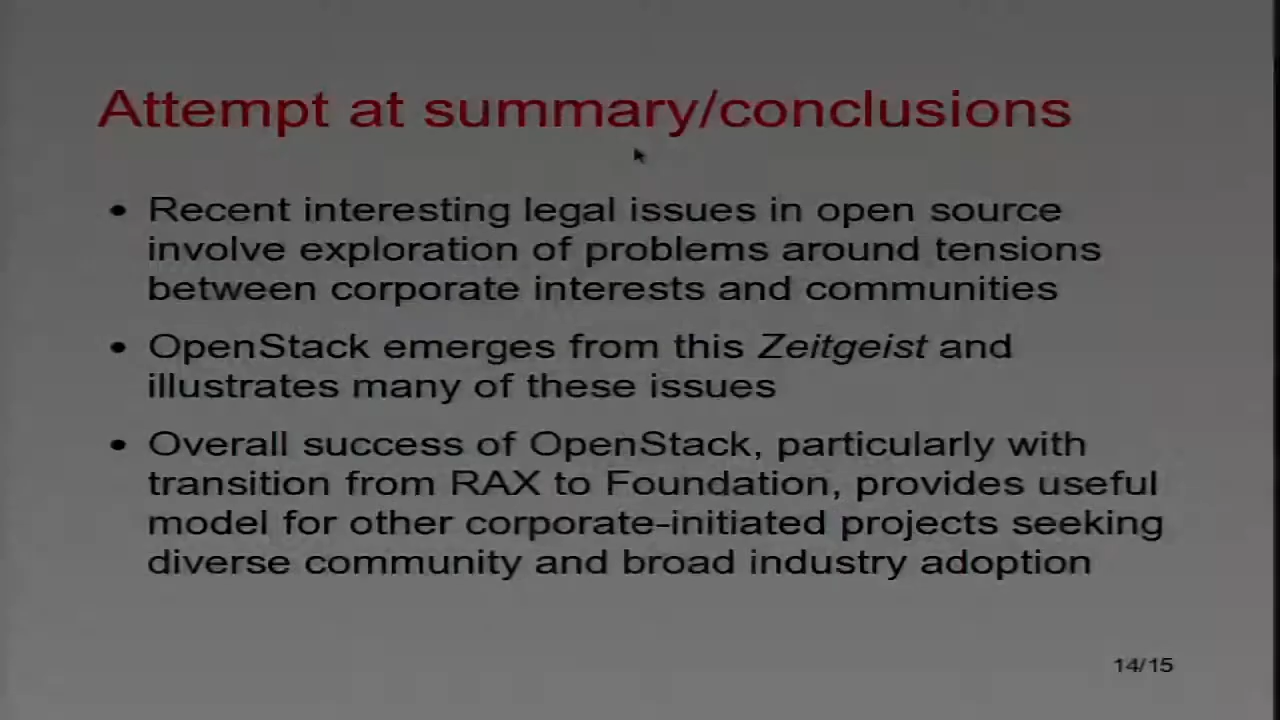 Attempt at summary/conclusions
• Recent interesting legal issues in open source
involve exploration of problems around tensions
between corporate interests and communities
• OpenStack emerges from this Zeitgeist and
illustrates many of these issues
• Overall success of OpenStack, particularly with
transition from RAX to Foundation, provides useful
model for other corporate-initiated projects seeking
diverse community and broad industry adoption
14/15